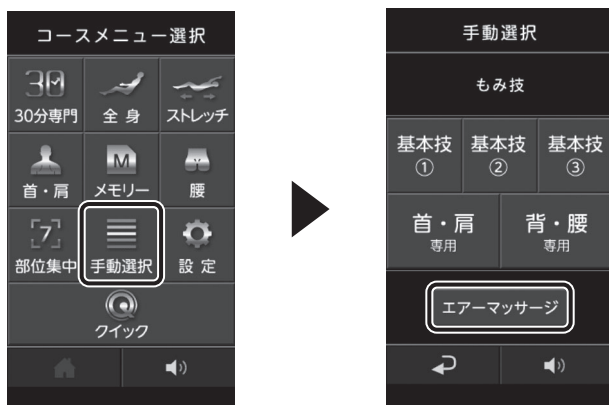 コースメニュー選択
30
30分専門
全 身
ストレッチ
首・肩
M
メモリー
腰
7
部位集中
手動選択
設 定
クイック
手動選択
もみ技
基本技
①
基本技
②
基本技
③
首・肩
専用
背・腰
専用
エアーマッサージ